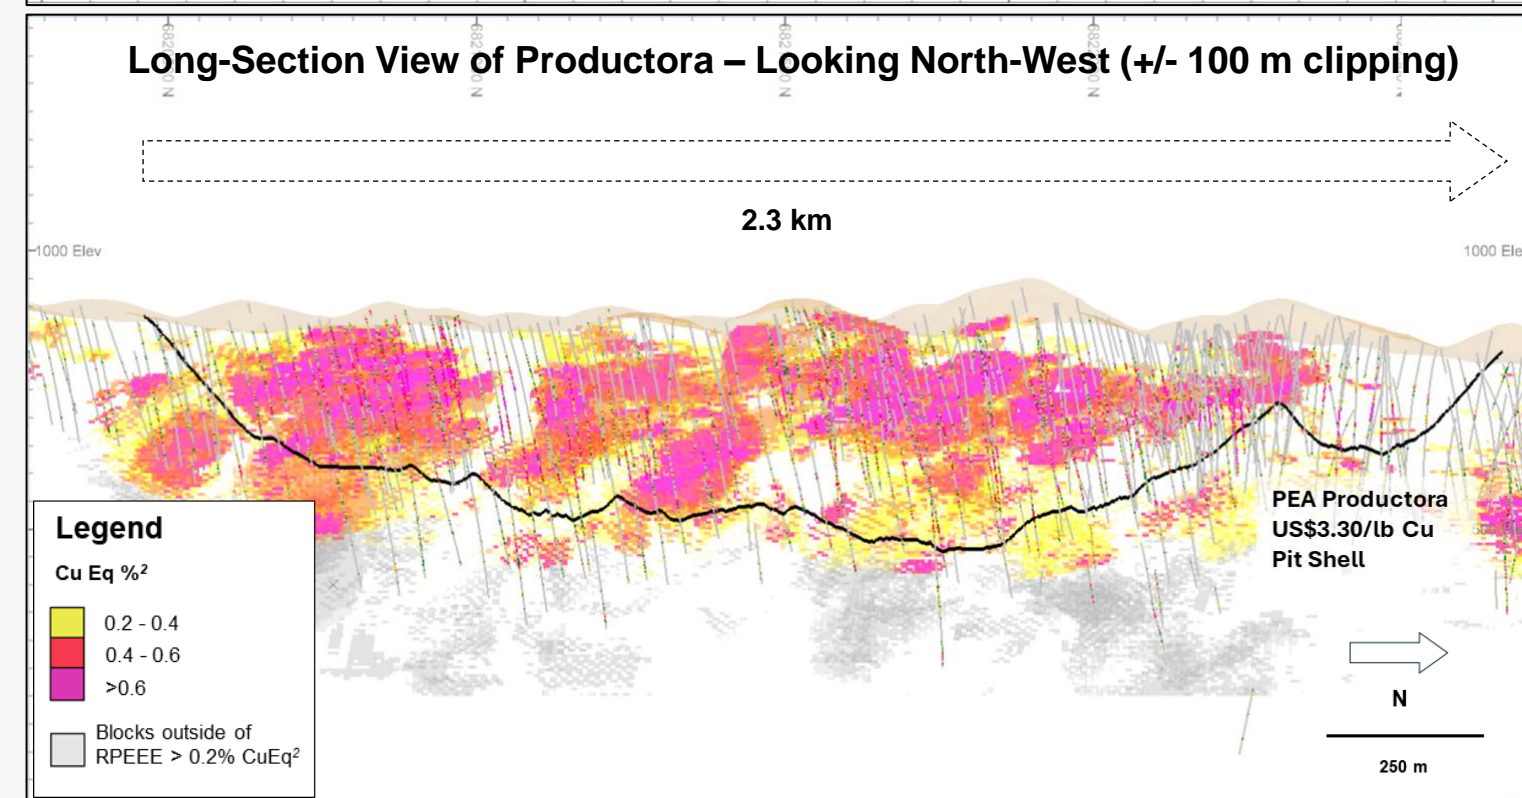 Long-Section View of Productora – Looking North-West (+/- 100 m clipping)
2.3 km
1000 Elev
1000 Ele
PEA Productora
US$3.30/lb Cu
Pit Shell
Legend
Cu Eq %²
0.2 - 0.4
0.4 - 0.6
>0.6
Blocks outside of
RPEEE > 0.2% CuEq²
N
250 m